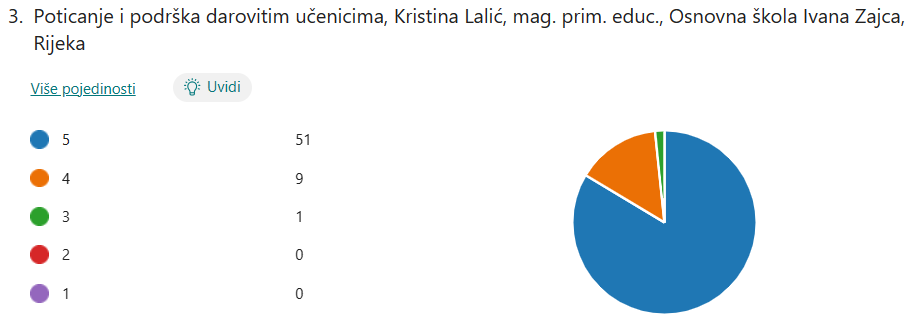 3. Poticanje i podrška darovitim učenicima, Kristina Lalić, mag. prim. educ., Osnovna škola Ivana Zajca,
Rijeka
Više pojedinosti Uvidi
5 51
4 9
3 1
2 0
1 0